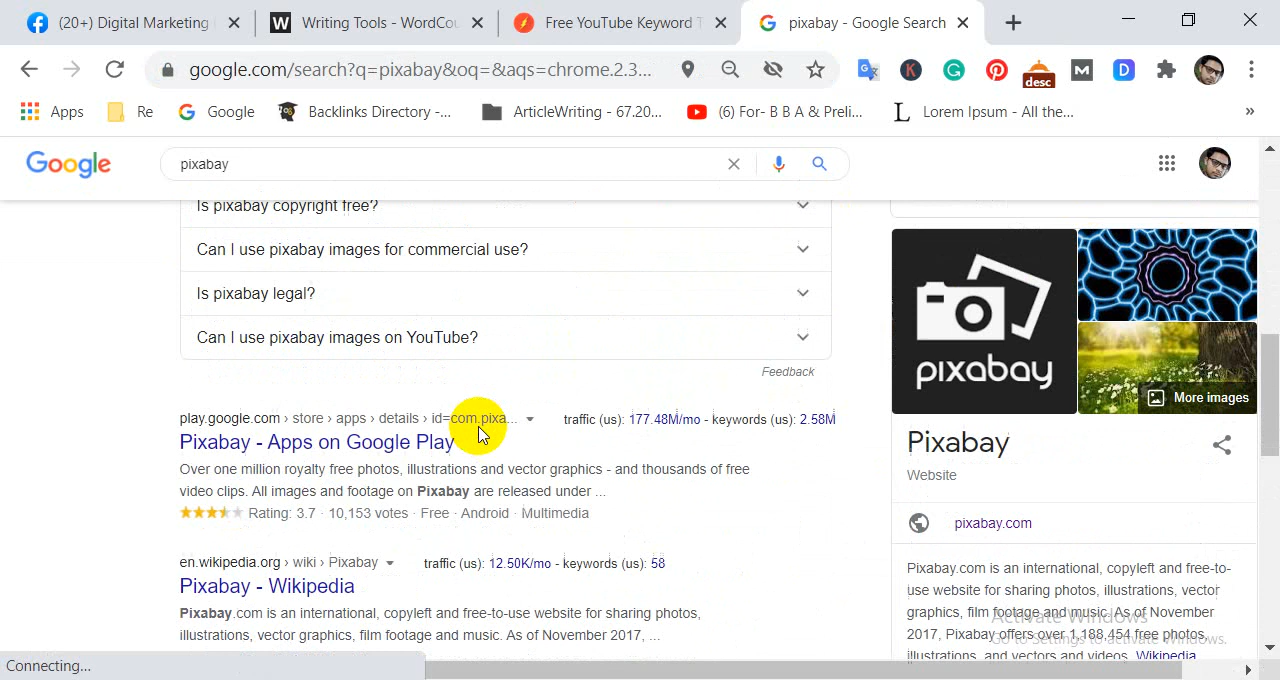 (20+) Digital Marketing
Writing Tools - WordCou
Free YouTube Keyword T
pixabay - Google Search
google.com/search?q=pixabay&oq=&aqs=chrome.2.3...
K
G
desc
M
D
Apps
Re
Google
Backlinks Directory -...
ArticleWriting - 67.20...
(6) For- B B A & Preli...
L
Lorem Ipsum - All the...
»
Google
pixabay
Is pixabay copyright free?
Can I use pixabay images for commercial use?
Is pixabay legal?
Can I use pixabay images on YouTube?
Feedback
play.google.com › store › apps › details › id=com.pixa...
traffic (us): 177.48M/mo - keywords (us): 2.58M
Pixabay - Apps on Google Play
Over one million royalty free photos, illustrations and vector graphics - and thousands of free
video clips. All images and footage on Pixabay are released under ...
Rating: 3.7 · 10,153 votes · Free · Android · Multimedia
en.wikipedia.org › wiki › Pixabay
traffic (us): 12.50K/mo - keywords (us): 58
Pixabay - Wikipedia
Pixabay.com is an international, copyleft and free-to-use website for sharing photos,
illustrations, vector graphics, film footage and music. As of November 2017, ...
Connecting...
pixabay
More images
Pixabay
Website
pixabay.com
Pixabay.com is an international, copyleft and free-to-
use website for sharing photos, illustrations, vector
graphics, film footage and music. As of November
2017, Pixabay offers over 1,188,454 free photos,
illustrations, and vectors and videos. Wikipedia
Activate Windows
Go to Settings to activate Windows.